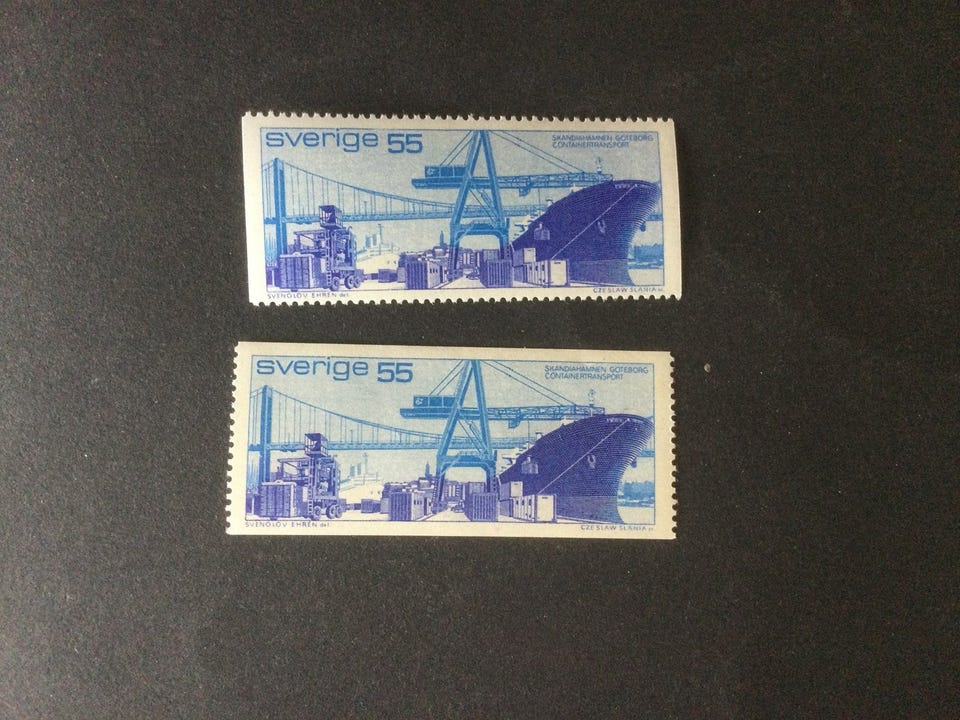 sverige 55
SKANDIAHAMNEN GÖTEBORG
CONTAINERTRANSPORT
SVENOLOV EHRÉN del.
CZESLAW SLANIA sc.
sverige 55
SKANDIAHAMNEN GÖTEBORG
CONTAINERTRANSPORT
SVENOLOV EHRÉN del.
CZESLAW SLANIA sc.